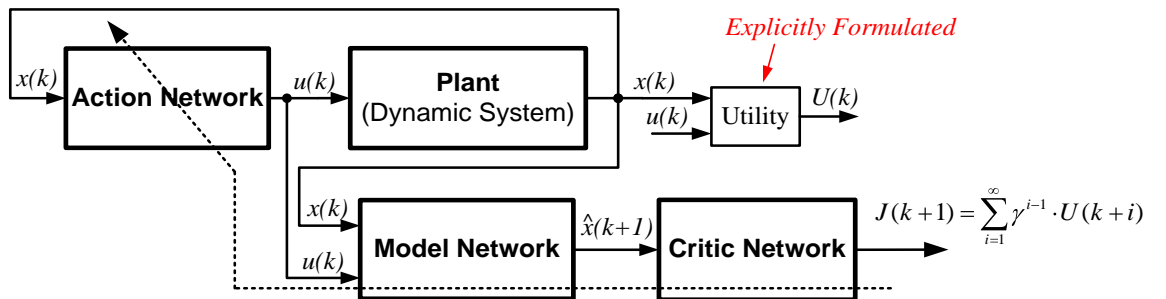 Explicitly Formulated
x(k)
Action Network
u(k)
Plant
(Dynamic System)
x(k)
u(k)
Utility
U(k)
x(k)
u(k)
Model Network
x̂(k+1)
Critic Network
J(k+1) = ∑_{i=1}^{∞} γ^{i−1} · U(k+i)